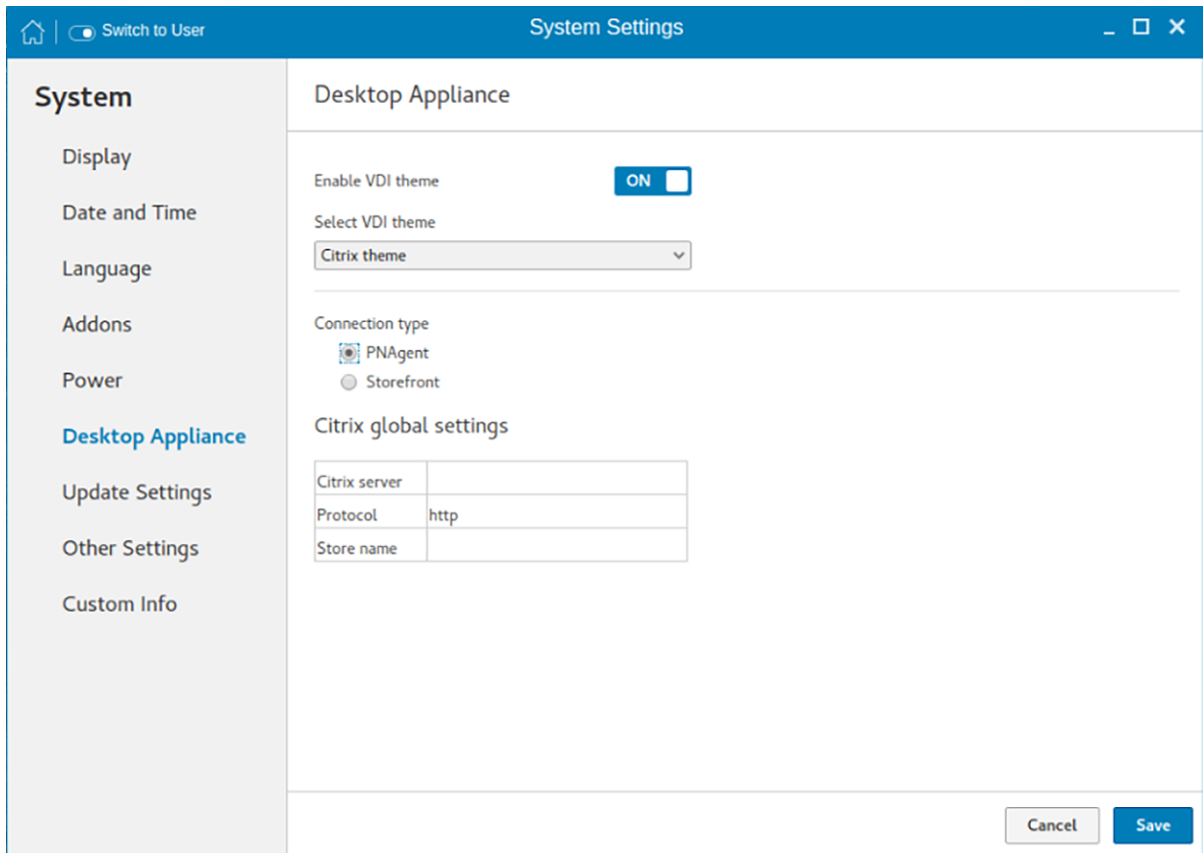 Switch to User
System Settings
System
Display
Date and Time
Language
Addons
Power
Desktop Appliance
Update Settings
Other Settings
Custom Info
Desktop Appliance
Enable VDI theme ON
Select VDI theme
Citrix theme
Connection type
PNAgent
Storefront
Citrix global settings
Citrix server
Protocol http
Store name
Cancel Save